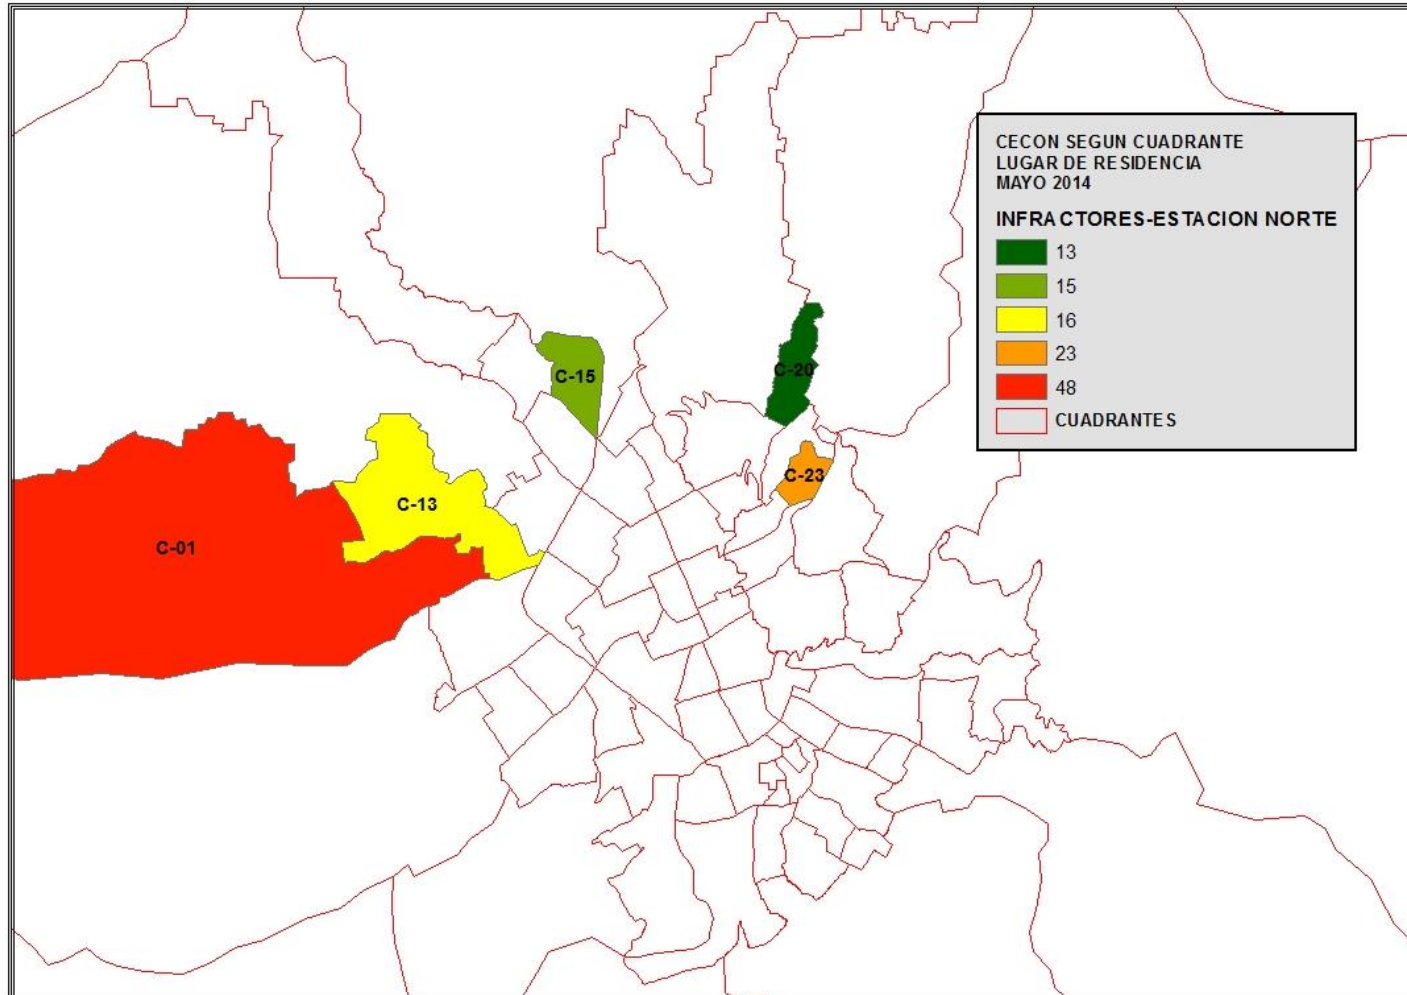 CECON SEGUN CUADRANTE
LUGAR DE RESIDENCIA
MAYO 2014
INFRACTORES-ESTACION NORTE
13
15
16
23
48
CUADRANTES
C-15
C-20
C-23
C-13
C-01